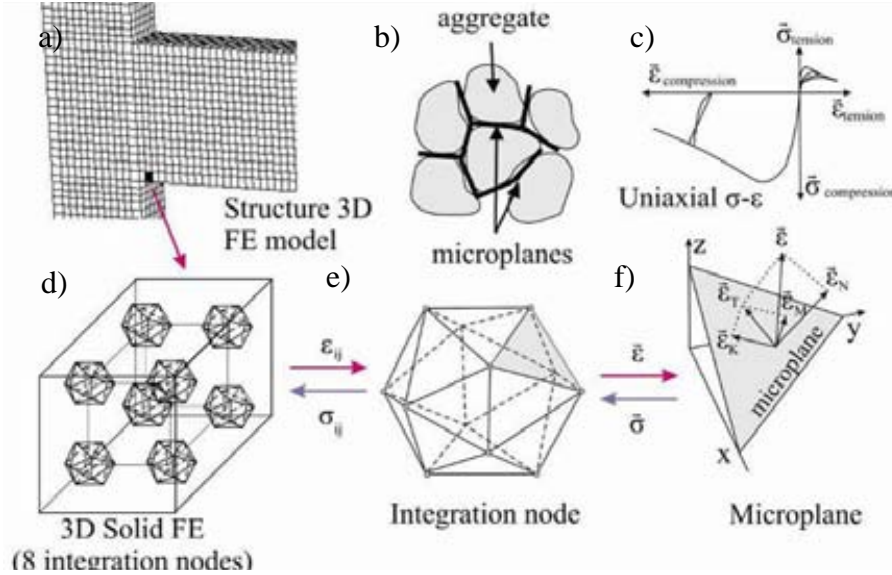 a)
Structure 3D
FE model
b)
aggregate
microplanes
c)
σ̄tension
ε̄compression
ε̄tension
σ̄compression
Uniaxial σ-ε
d)
3D Solid FE
(8 integration nodes)
εij
σij
e)
Integration node
ε̄
σ̄
f)
z
ε̄
ε̄N
ε̄T
ε̄M
ε̄K
y
microplane
x
Microplane